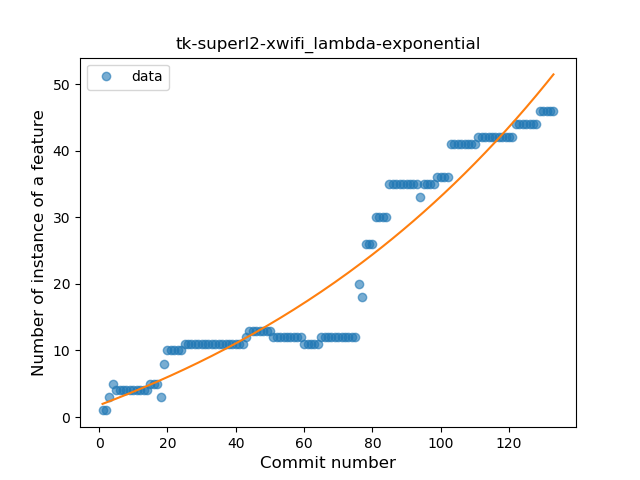 tk-superl2-xwifi_lambda-exponential
data
Number of instance of a feature
50
40
30
20
10
0
0 20 40 60 80 100 120
Commit number